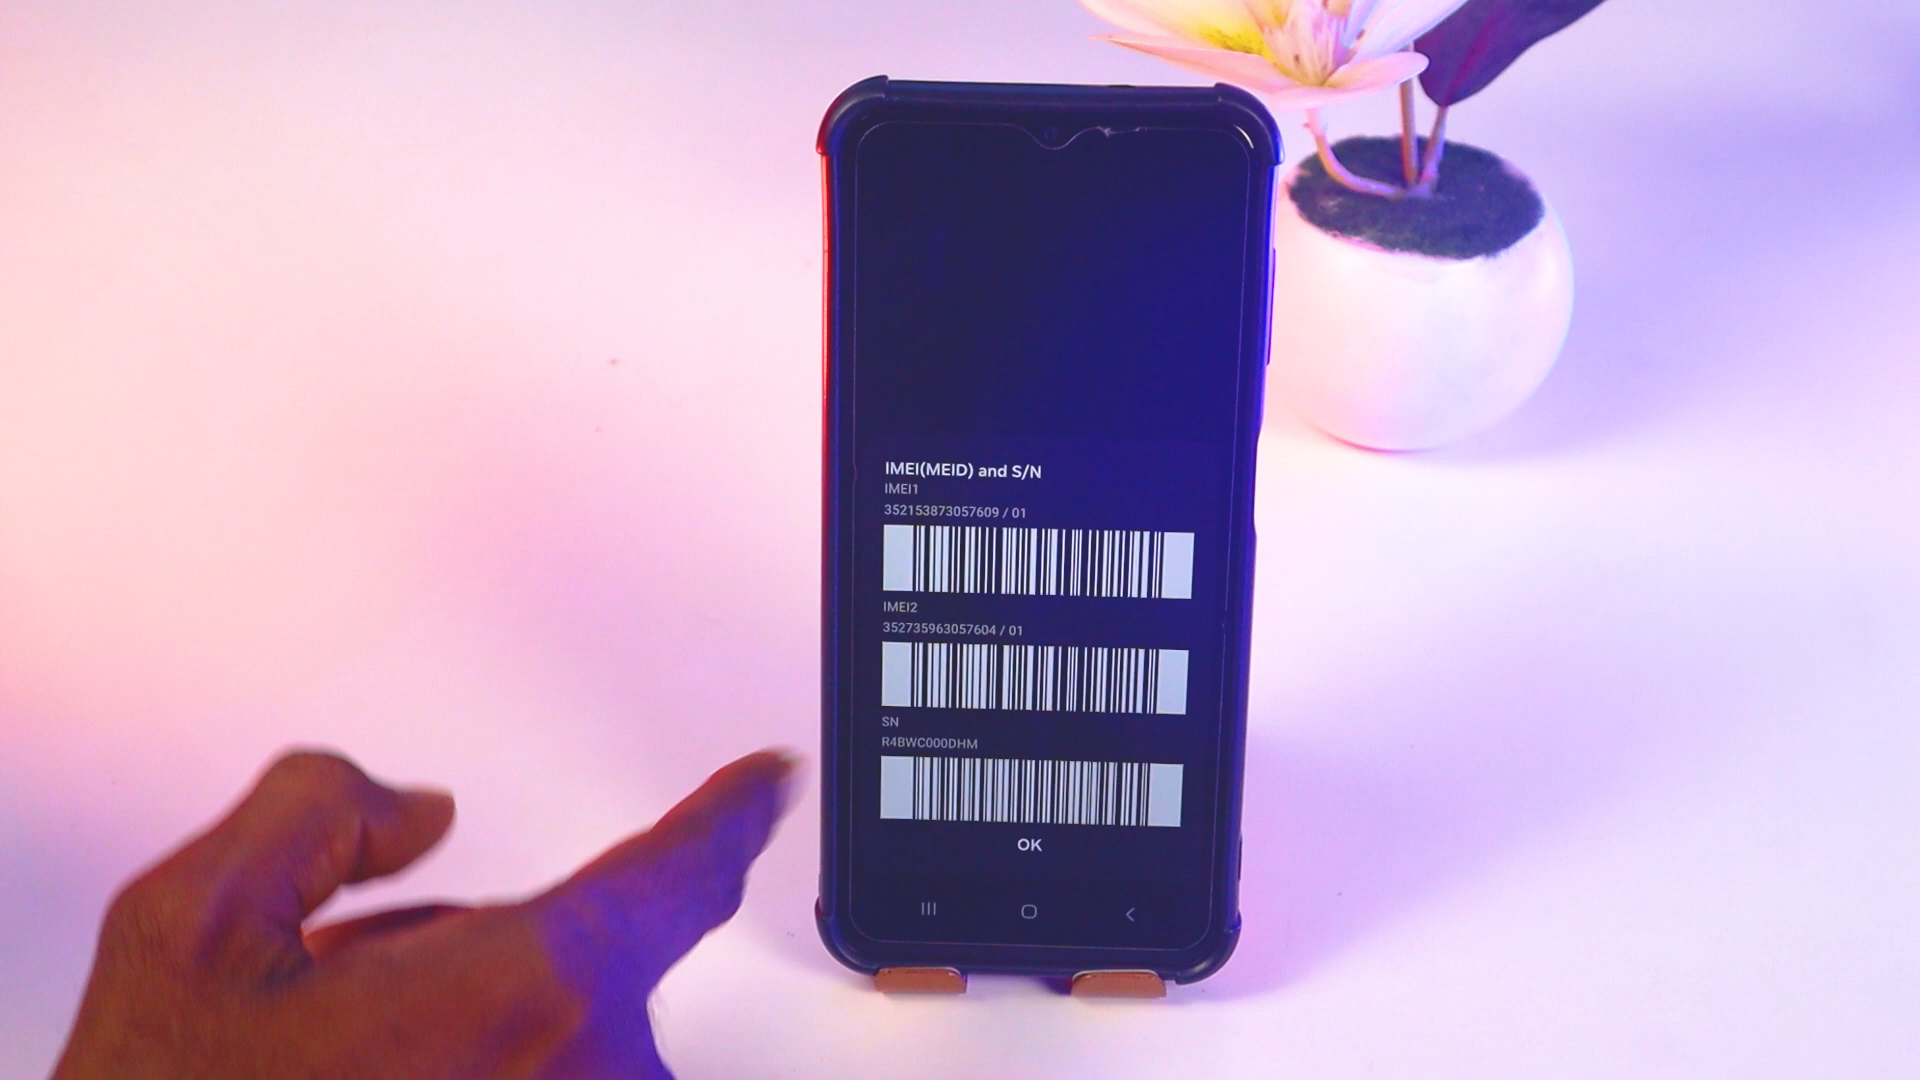 IMEI(MEID) and S/N
IMEI1
352153873057609 / 01
IMEI2
352735963057604 / 01
SN
R4BWC000DHM
OK